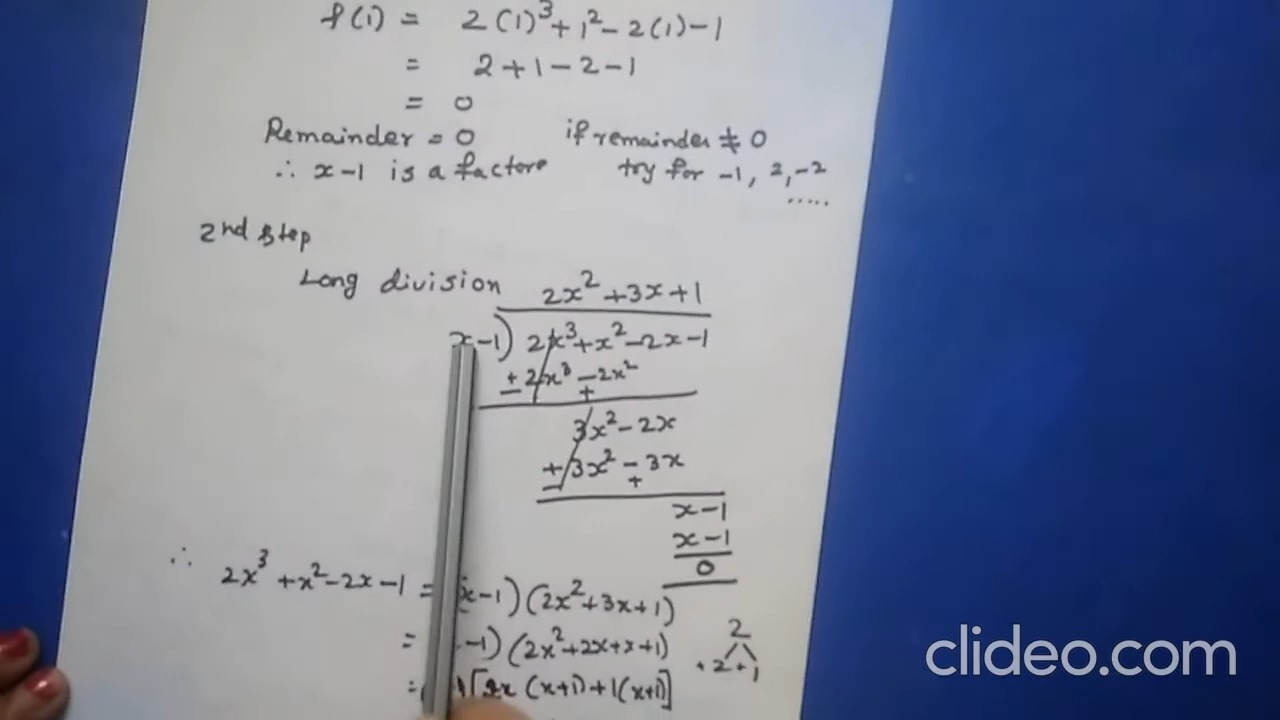 f(1) = 2(1)³+1²-2(1)-1
= 2+1-2-1
= 0
Remainder = 0 if remainder ≠ 0
∴ x-1 is a factor try for -1, 2, -2
.....
2nd step
Long division 2x²+3x+1
x-1) 2x³+x²-2x-1
+2x³-2x²
- +
3x²-2x
+3x²-3x
- +
x-1
x-1
0
∴ 2x³+x²-2x-1 = x-1)(2x²+3x+1)
= -1)(2x²+2x+x+1) 2
+2 +1
= [2x(x+1)+1(x+1)]
clideo.com